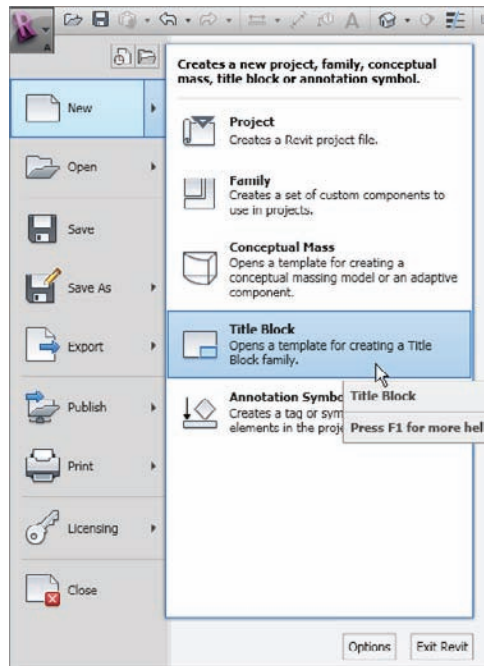 A
New
Open
Save
Save As
Export
Publish
Print
Licensing
Close
Creates a new project, family, conceptual
mass, title block or annotation symbol.
Project
Creates a Revit project file.
Family
Creates a set of custom components to
use in projects.
Conceptual Mass
Opens a template for creating a
conceptual massing model or an adaptive
component.
Title Block
Opens a template for creating a Title
Block family.
Annotation Symbo
Creates a tag or sym
elements in the proj
Title Block
Press F1 for more hel
Options Exit Revit